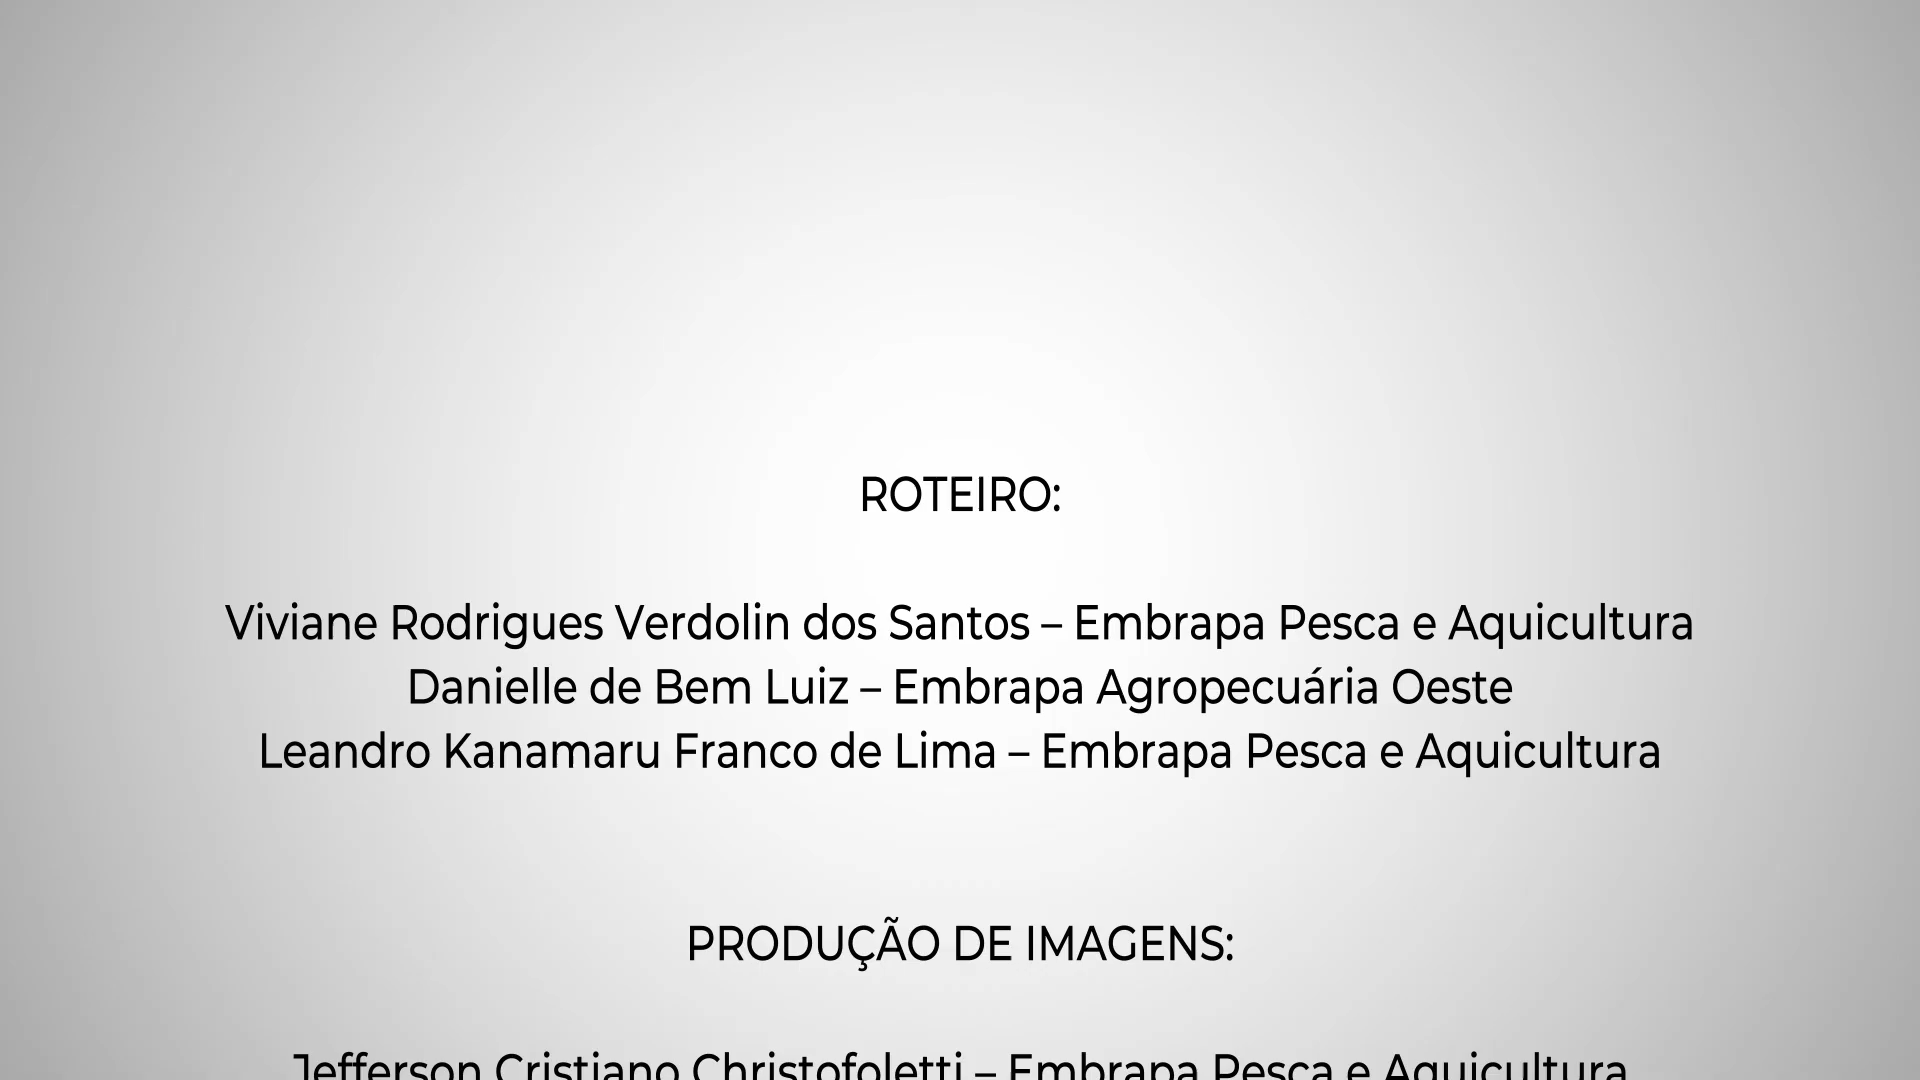 ROTEIRO:
Viviane Rodrigues Verdolin dos Santos – Embrapa Pesca e Aquicultura
Danielle de Bem Luiz – Embrapa Agropecuária Oeste
Leandro Kanamaru Franco de Lima – Embrapa Pesca e Aquicultura
PRODUÇÃO DE IMAGENS:
Jefferson Cristiano Christofoletti – Embrapa Pesca e Aquicultura